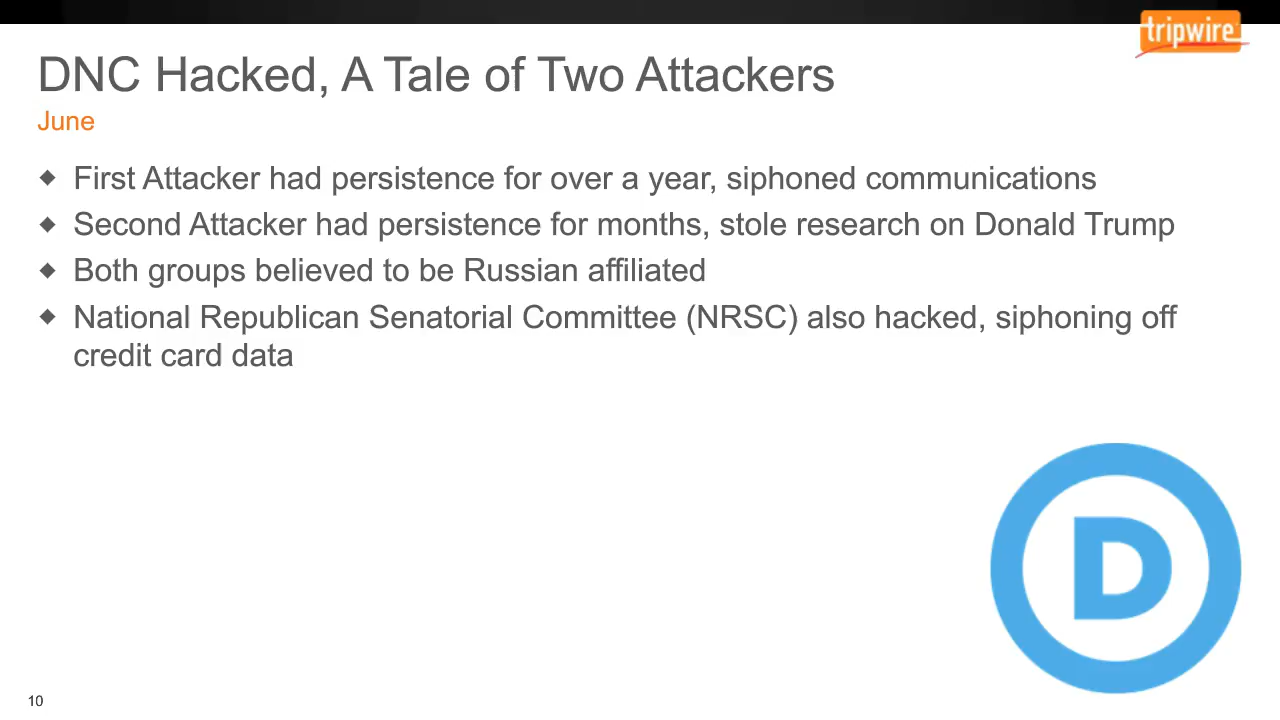 tripwire
DNC Hacked, A Tale of Two Attackers
June
First Attacker had persistence for over a year, siphoned communications
Second Attacker had persistence for months, stole research on Donald Trump
Both groups believed to be Russian affiliated
National Republican Senatorial Committee (NRSC) also hacked, siphoning off
credit card data
D
10